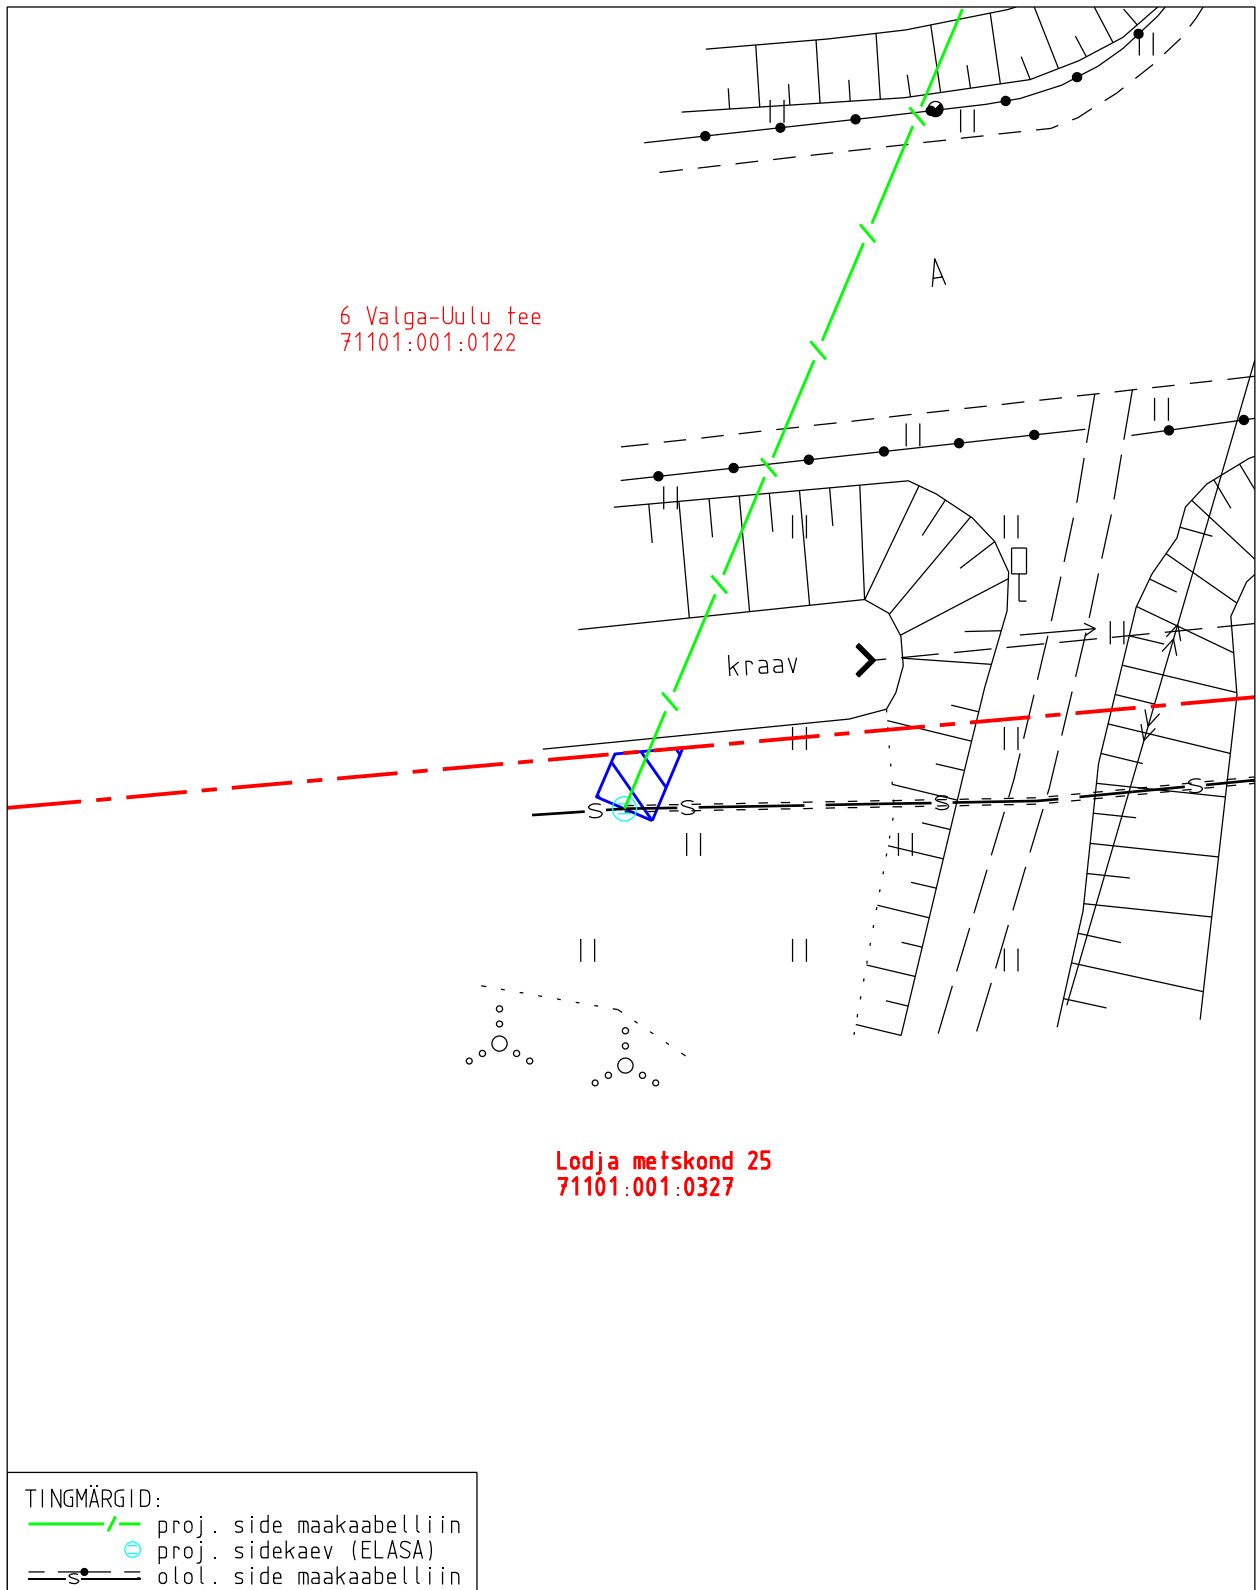 A
6 Valga-Uulu tee
71101:001:0122
kraav
S
S
S
S
Lodja metskond 25
71101:001:0327
TINGMÄRGID:
proj. side maakaabelliin
proj. sidekaev (ELASA)
S olol. side maakaabelliin